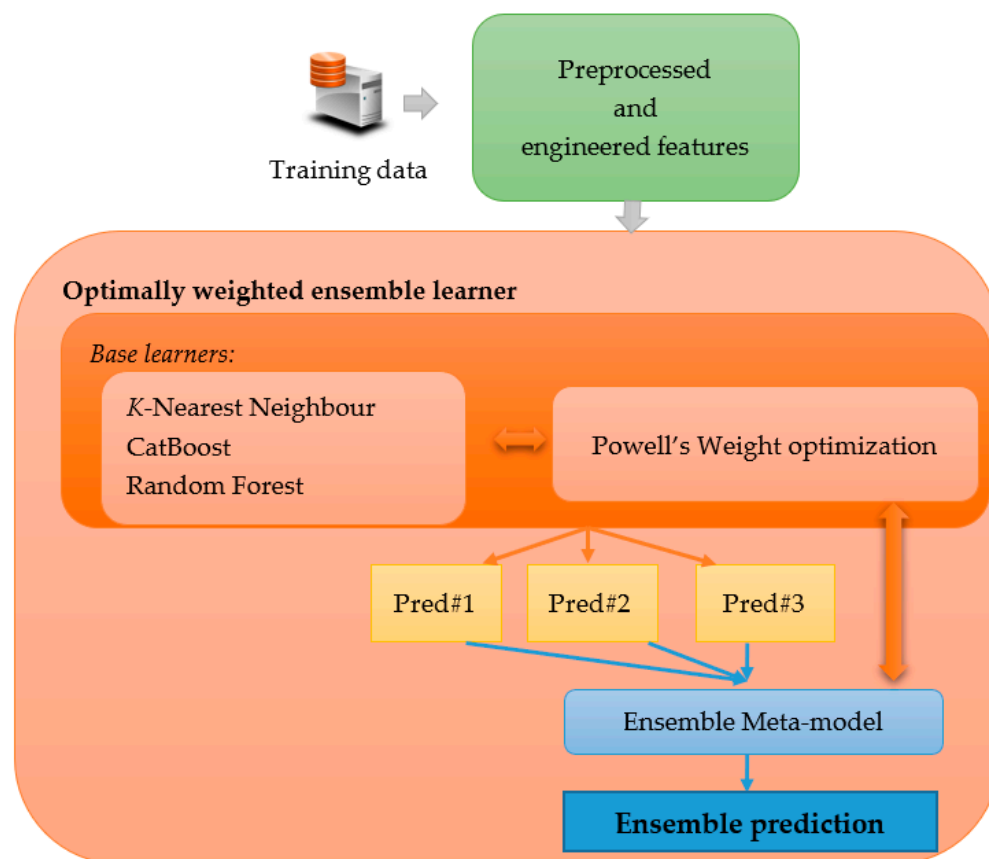 Preprocessed
and
engineered features
Training data
Optimally weighted ensemble learner
Base learners:
K-Nearest Neighbour
CatBoost
Random Forest
Powell’s Weight optimization
Pred#1
Pred#2
Pred#3
Ensemble Meta-model
Ensemble prediction